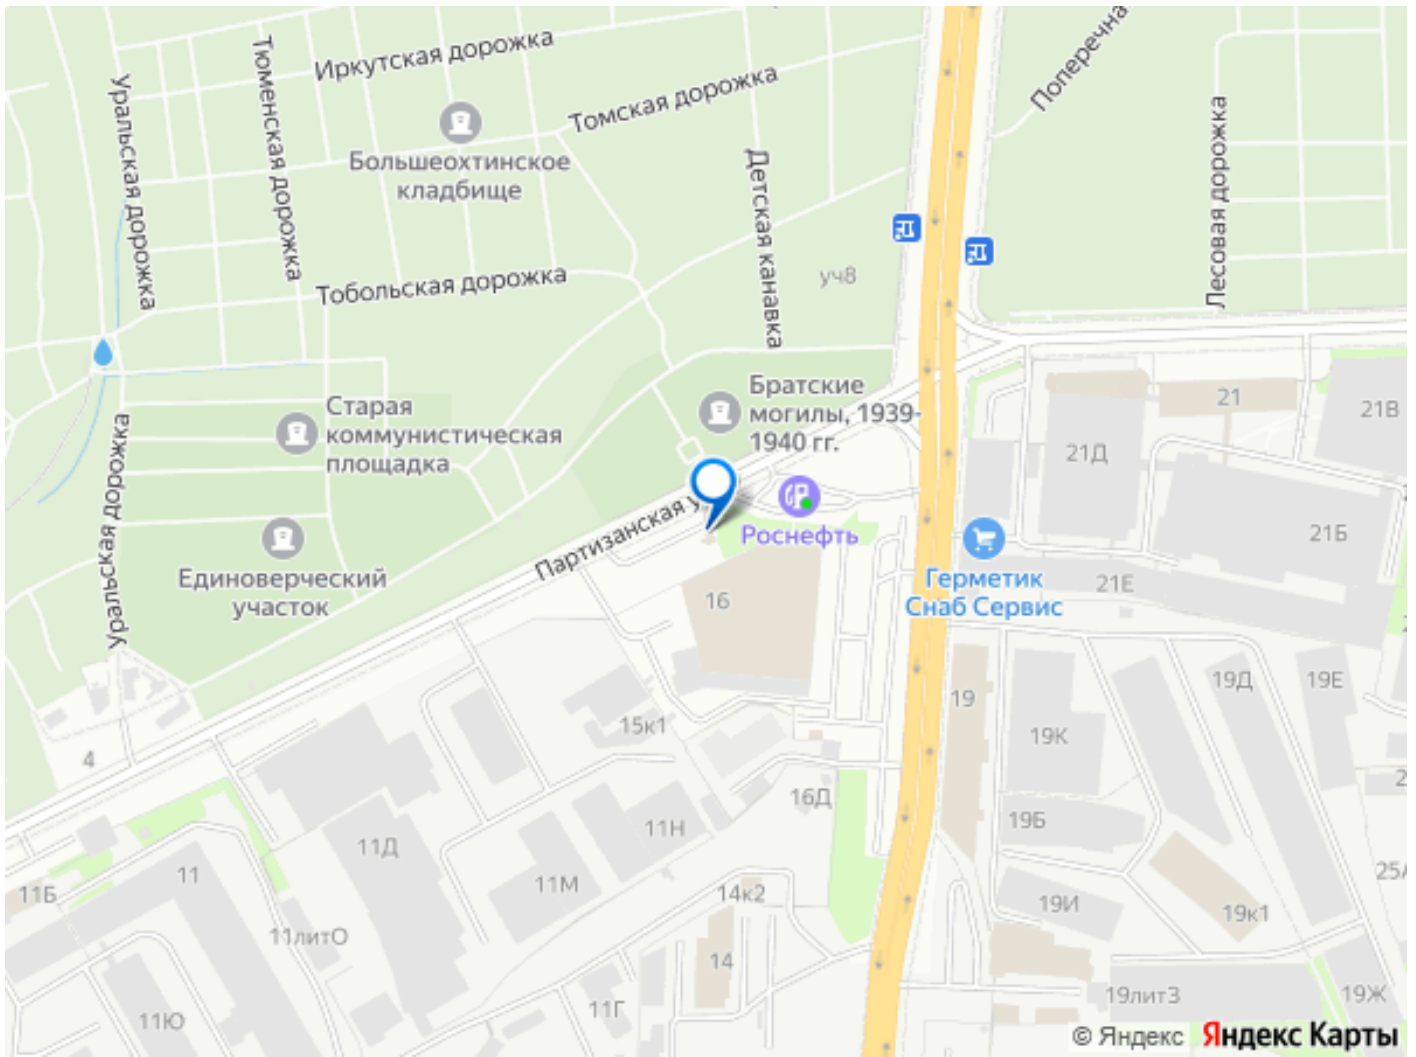 Иркутская дорожка
Поперечна
Тюменская дорожка
Уральская дорожка
Томская дорожка
Большеохтинское
кладбище
Детская канавка
Лесовая дорожка
Тобольская дорожка
уч8
Братские
могилы, 1939-
1940 гг.
Старая
коммунистическая
площадка
21
21В
21Д
Партизанская у
Роснефть
21Б
Уральская дорожка
Единоверческий
участок
Герметик
Снаб Сервис
21Е
16
19Д
19Е
19
15к1
19К
4
16Д
19Б
11Н
11Д
11
11М
14к2
25А
11Б
19И
19к1
11литО
14
19литЗ
19Ж
11Г
11Ю
© Яндекс Яндекс Карты